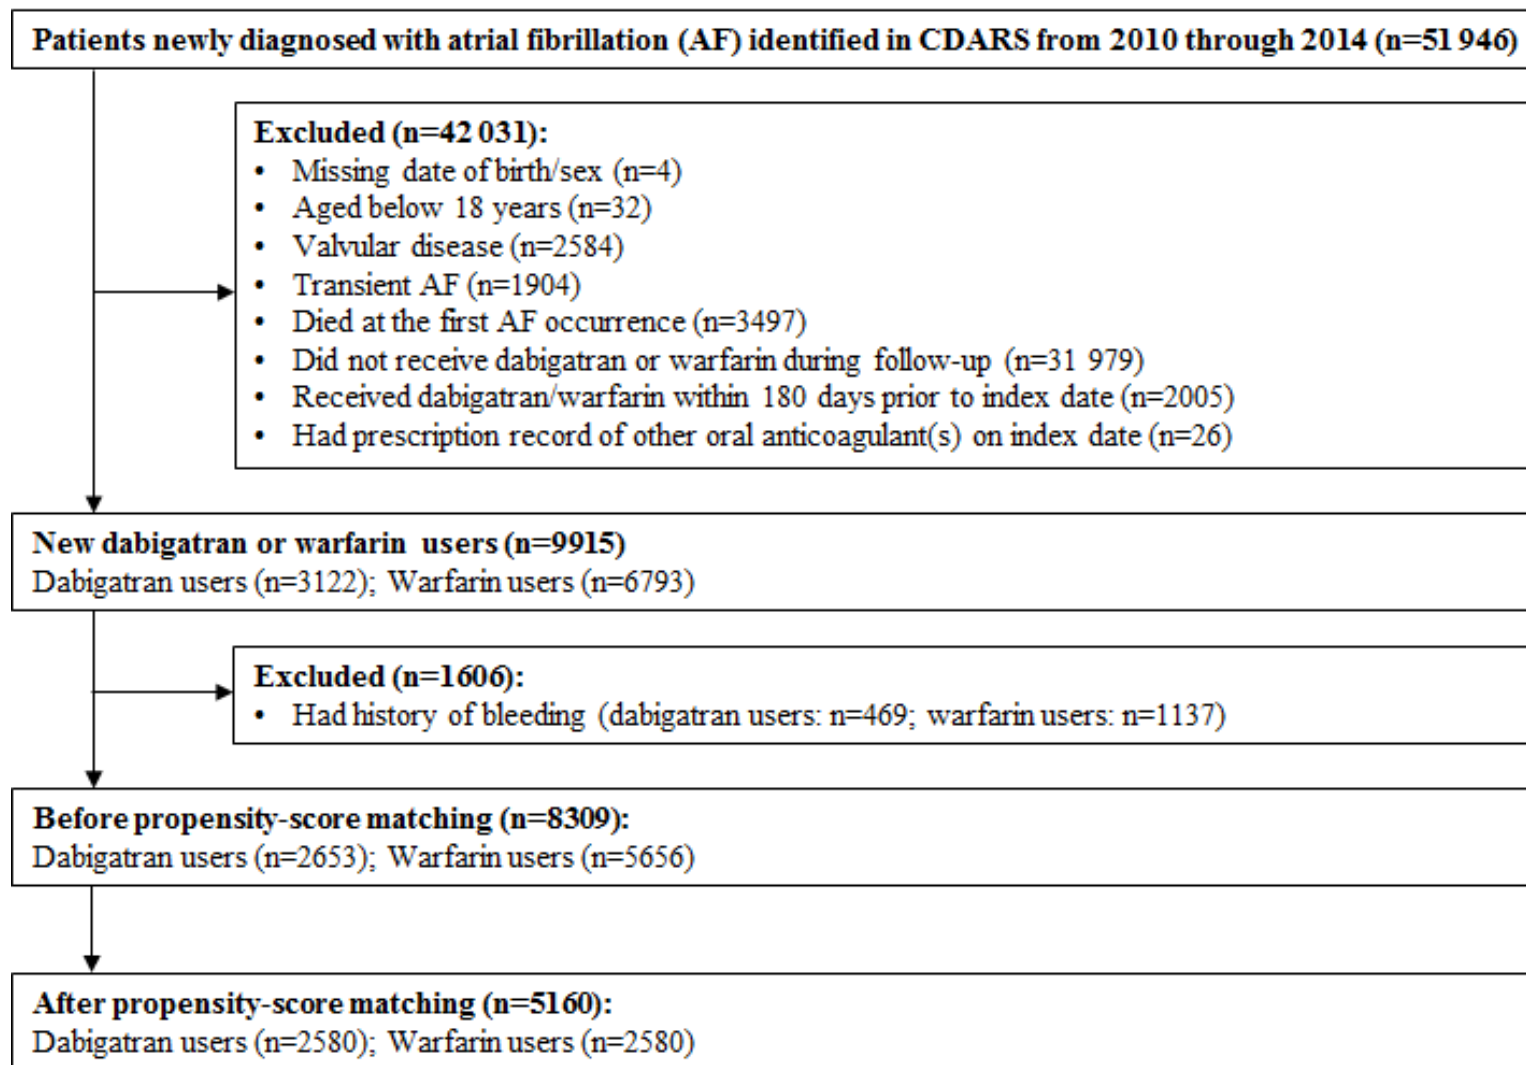 Patients newly diagnosed with atrial fibrillation (AF) identified in CDARS from 2010 through 2014 (n=51 946)
Excluded (n=42 031):
• Missing date of birth/sex (n=4)
• Aged below 18 years (n=32)
• Valvular disease (n=2584)
• Transient AF (n=1904)
• Died at the first AF occurrence (n=3497)
• Did not receive dabigatran or warfarin during follow-up (n=31 979)
• Received dabigatran/warfarin within 180 days prior to index date (n=2005)
• Had prescription record of other oral anticoagulant(s) on index date (n=26)
New dabigatran or warfarin users (n=9915)
Dabigatran users (n=3122); Warfarin users (n=6793)
Excluded (n=1606):
• Had history of bleeding (dabigatran users: n=469; warfarin users: n=1137)
Before propensity-score matching (n=8309):
Dabigatran users (n=2653); Warfarin users (n=5656)
After propensity-score matching (n=5160):
Dabigatran users (n=2580); Warfarin users (n=2580)